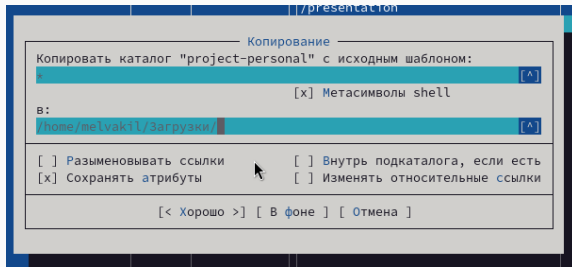 /presentation
Копирование
Копировать каталог "project-personal" с исходным шаблоном:
* [^]
[x] Метасимволы shell
в:
/home/melvakil/Загрузки/ [^]
[ ] Разыменовывать ссылки [ ] Внутрь подкаталога, если есть
[x] Сохранять атрибуты [ ] Изменять относительные ссылки
[< Хорошо >] [ В фоне ] [ Отмена ]